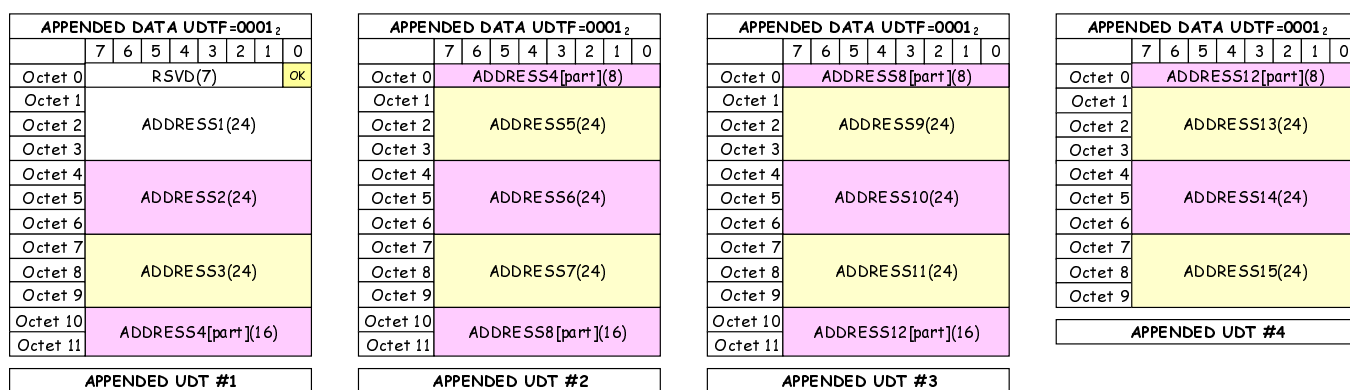 APPENDED DATA UDTF=0001₂
7 6 5 4 3 2 1 0
Octet 0 RSVD(7) OK
Octet 1
Octet 2 ADDRESS1(24)
Octet 3
Octet 4
Octet 5 ADDRESS2(24)
Octet 6
Octet 7
Octet 8 ADDRESS3(24)
Octet 9
Octet 10
ADDRESS4[part](16)
Octet 11
APPENDED UDT #1
APPENDED DATA UDTF=0001₂
7 6 5 4 3 2 1 0
Octet 0 ADDRESS4[part](8)
Octet 1
Octet 2 ADDRESS5(24)
Octet 3
Octet 4
Octet 5 ADDRESS6(24)
Octet 6
Octet 7
Octet 8 ADDRESS7(24)
Octet 9
Octet 10
ADDRESS8[part](16)
Octet 11
APPENDED UDT #2
APPENDED DATA UDTF=0001₂
7 6 5 4 3 2 1 0
Octet 0 ADDRESS8[part](8)
Octet 1
Octet 2 ADDRESS9(24)
Octet 3
Octet 4
Octet 5 ADDRESS10(24)
Octet 6
Octet 7
Octet 8 ADDRESS11(24)
Octet 9
Octet 10
ADDRESS12[part](16)
Octet 11
APPENDED UDT #3
APPENDED DATA UDTF=0001₂
7 6 5 4 3 2 1 0
Octet 0 ADDRESS12[part](8)
Octet 1
Octet 2 ADDRESS13(24)
Octet 3
Octet 4
Octet 5 ADDRESS14(24)
Octet 6
Octet 7
Octet 8 ADDRESS15(24)
Octet 9
APPENDED UDT #4